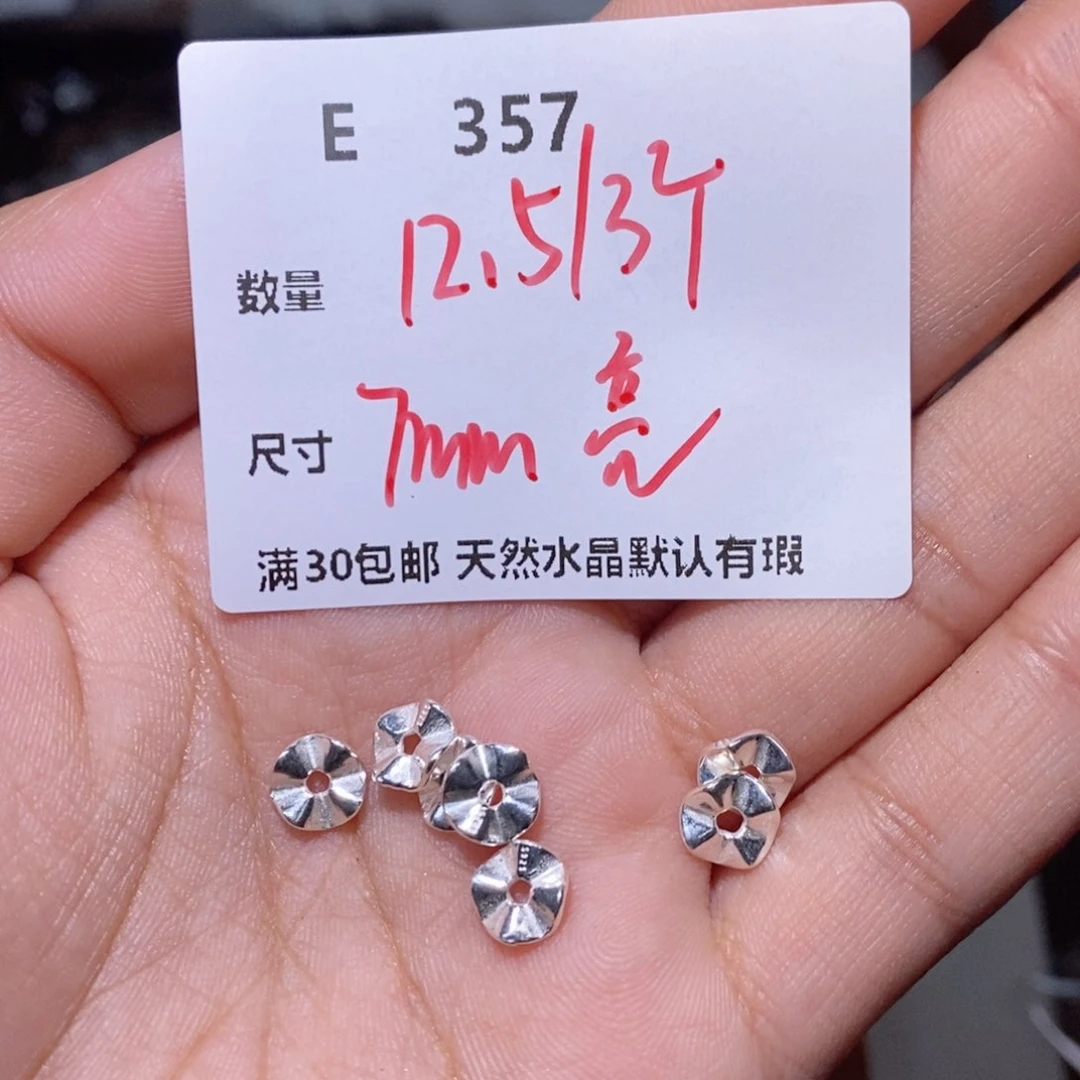 E 357
数量 12.5/3个
尺寸 7mm 亮
满30包邮 天然水晶默认有瑕
S925